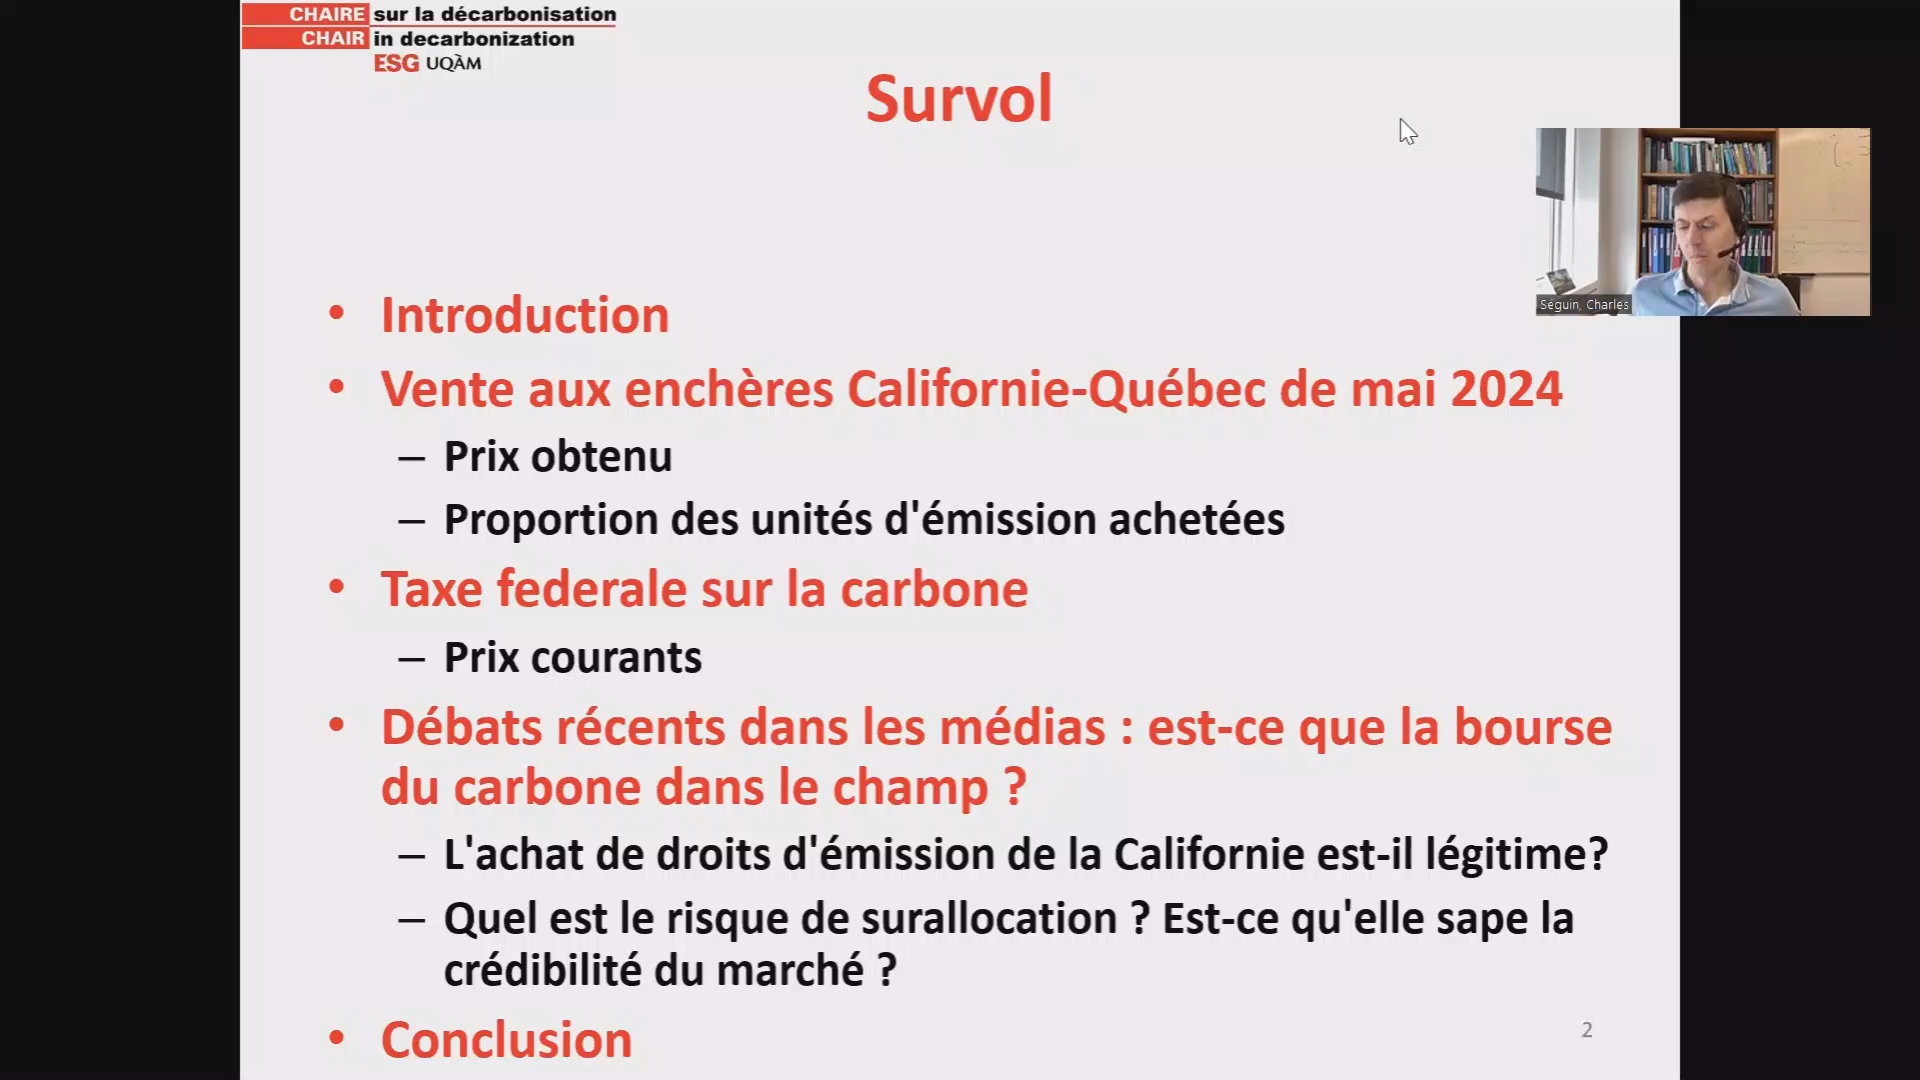 CHAIRE sur la décarbonisation
CHAIR in decarbonization
ESG UQÀM
Survol
Séguin, Charles
• Introduction
• Vente aux enchères Californie-Québec de mai 2024
– Prix obtenu
– Proportion des unités d'émission achetées
• Taxe federale sur la carbone
– Prix courants
• Débats récents dans les médias : est-ce que la bourse
du carbone dans le champ ?
– L'achat de droits d'émission de la Californie est-il légitime?
– Quel est le risque de surallocation ? Est-ce qu'elle sape la
crédibilité du marché ?
• Conclusion
2